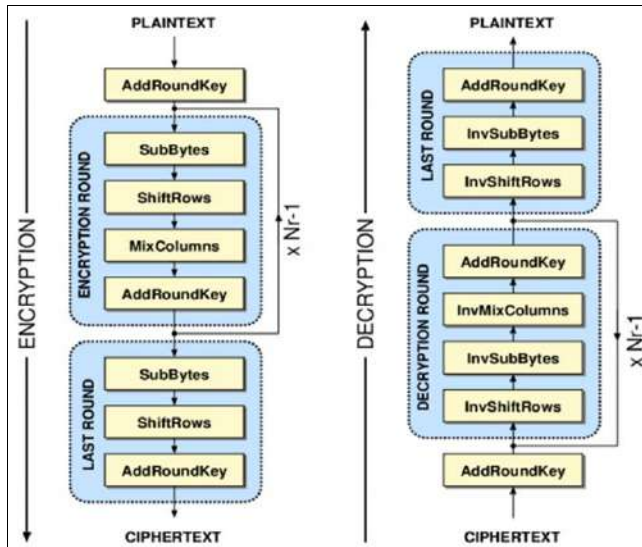 PLAINTEXT
AddRoundKey
ENCRYPTION ROUND
SubBytes
ShiftRows
MixColumns
AddRoundKey
x Nr-1
LAST ROUND
SubBytes
ShiftRows
AddRoundKey
CIPHERTEXT
ENCRYPTION
PLAINTEXT
LAST ROUND
AddRoundKey
InvSubBytes
InvShiftRows
DECRYPTION ROUND
AddRoundKey
InvMixColumns
InvSubBytes
InvShiftRows
x Nr-1
AddRoundKey
CIPHERTEXT
DECRYPTION